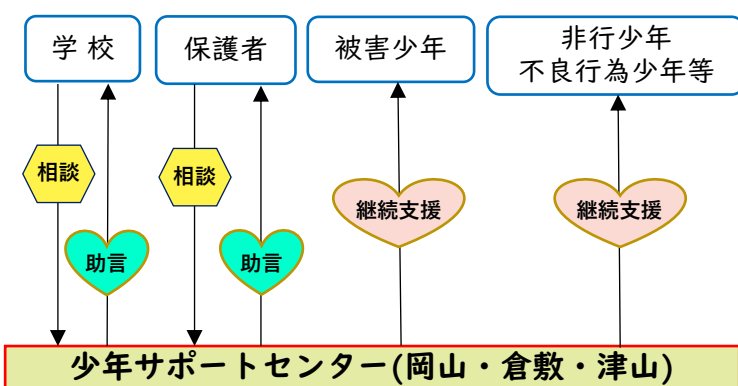 学校
保護者
被害少年
非行少年
不良行為少年等
相談
相談
継続支援
継続支援
助言
助言
少年サポートセンター(岡山・倉敷・津山)